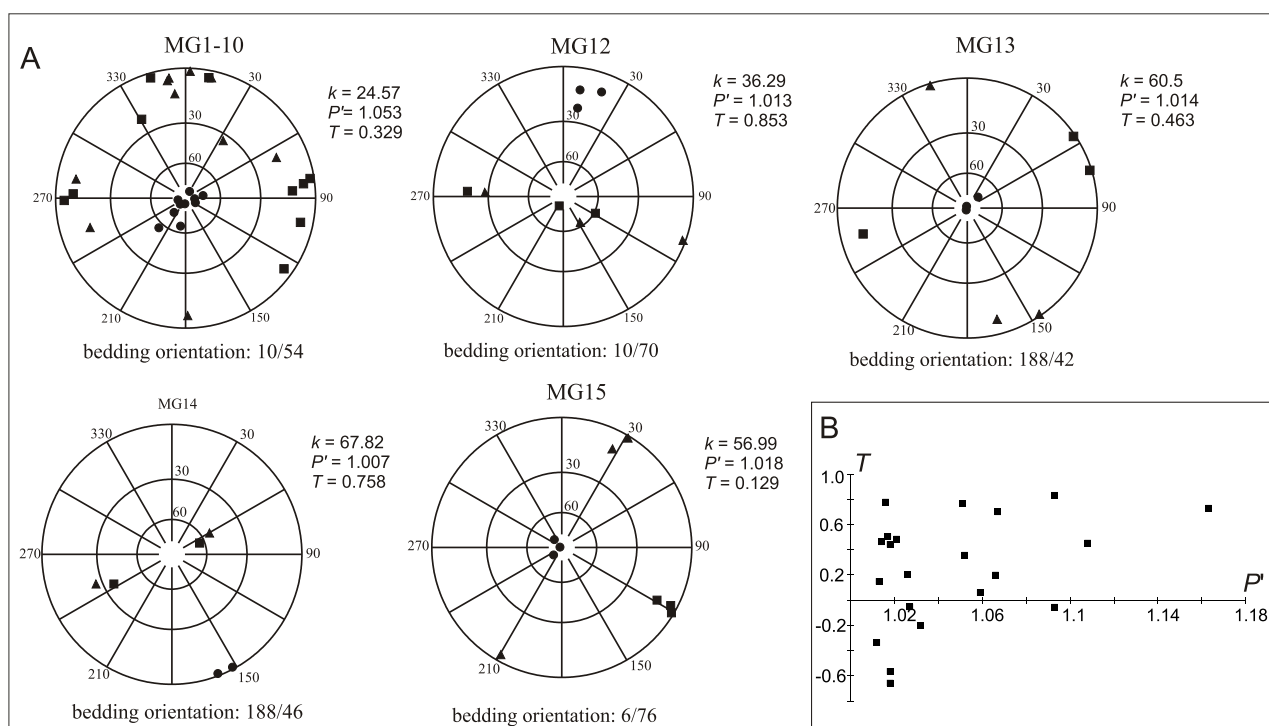 A
MG1-10
330
30
30
60
270
90
210
150
k = 24.57
P'= 1.053
T = 0.329
bedding orientation: 10/54
MG12
330
30
30
60
270
90
210
150
k = 36.29
P' = 1.013
T = 0.853
bedding orientation: 10/70
MG13
330
30
30
60
270
90
210
150
k = 60.5
P' = 1.014
T = 0.463
bedding orientation: 188/42
MG14
330
30
30
60
270
90
210
150
k = 67.82
P' = 1.007
T = 0.758
bedding orientation: 188/46
MG15
330
30
30
60
270
90
210
150
k = 56.99
P' = 1.018
T = 0.129
bedding orientation: 6/76
B
T
1.0
0.6
0.2
-0.2
-0.6
P'
1.02
1.06
1.1
1.14
1.18